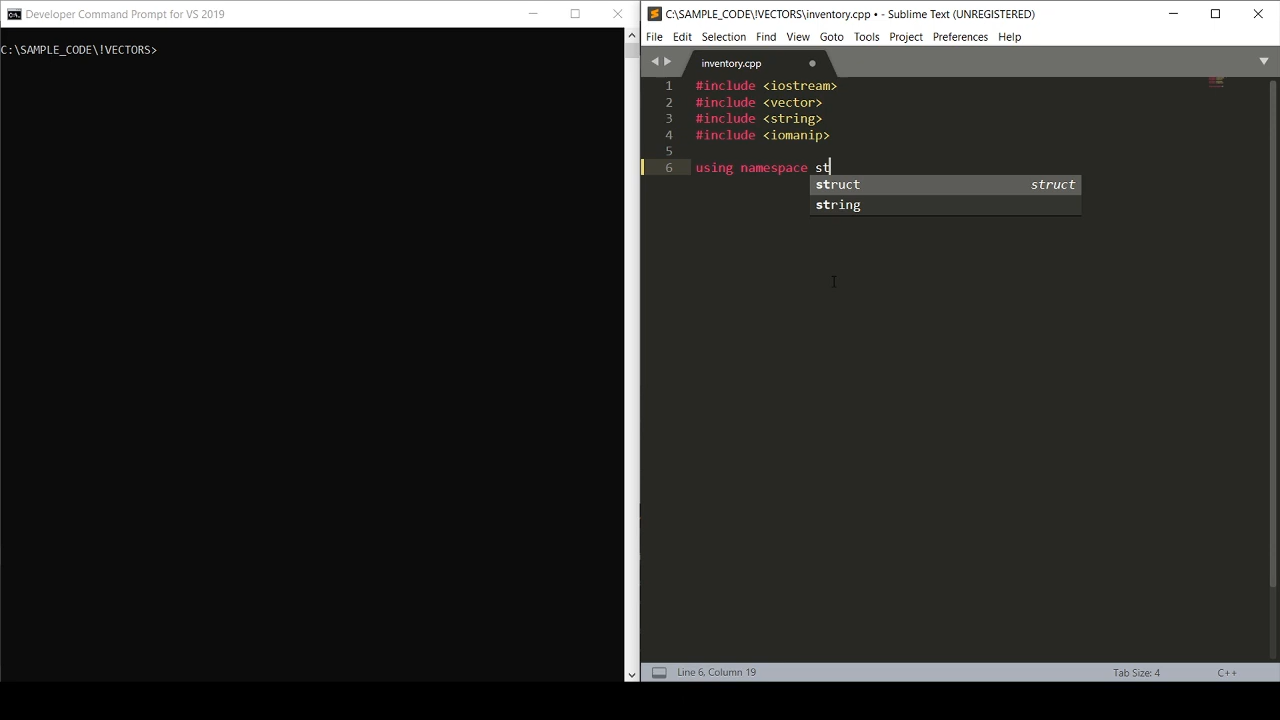 Developer Command Prompt for VS 2019
C:\SAMPLE_CODE\!VECTORS>
C:\SAMPLE_CODE\!VECTORS\inventory.cpp • - Sublime Text (UNREGISTERED)
File Edit Selection Find View Goto Tools Project Preferences Help
inventory.cpp
1 #include <iostream>
2 #include <vector>
3 #include <string>
4 #include <iomanip>
5
6 using namespace st
struct struct
string
Line 6, Column 19 Tab Size: 4 C++